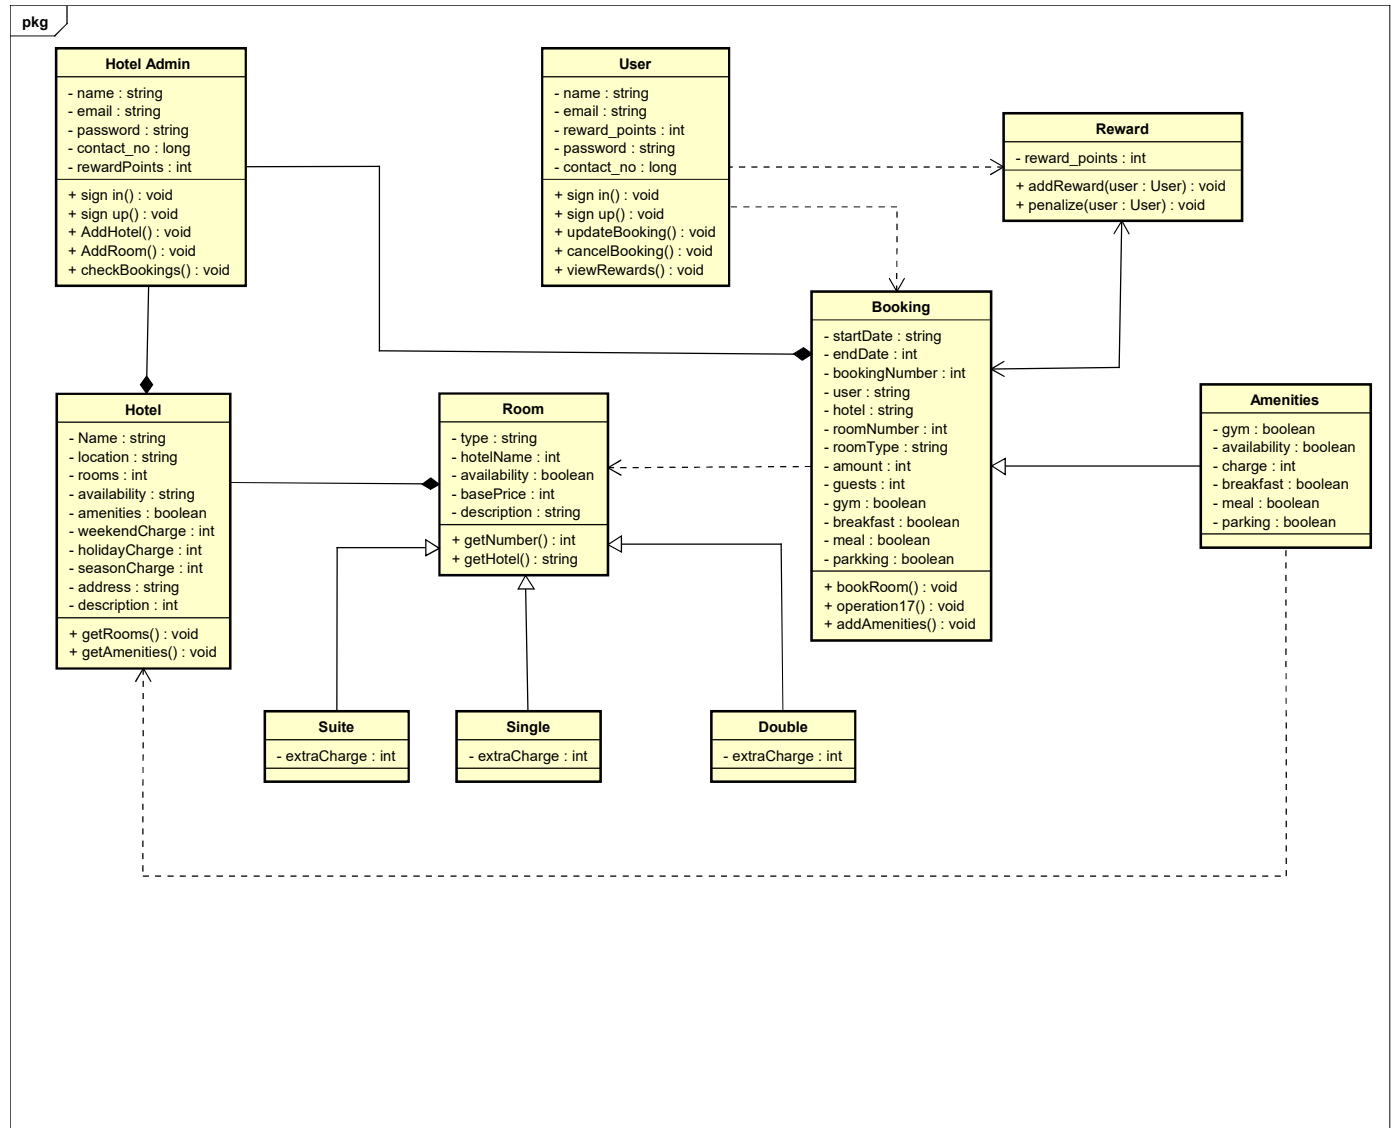 pkg
Hotel Admin
- name : string
- email : string
- password : string
- contact_no : long
- rewardPoints : int
+ sign in() : void
+ sign up() : void
+ AddHotel() : void
+ AddRoom() : void
+ checkBookings() : void
User
- name : string
- email : string
- reward_points : int
- password : string
- contact_no : long
+ sign in() : void
+ sign up() : void
+ updateBooking() : void
+ cancelBooking() : void
+ viewRewards() : void
Reward
- reward_points : int
+ addReward(user : User) : void
+ penalize(user : User) : void
Booking
- startDate : string
- endDate : int
- bookingNumber : int
- user : string
- hotel : string
- roomNumber : int
- roomType : string
- amount : int
- guests : int
- gym : boolean
- breakfast : boolean
- meal : boolean
- parkking : boolean
+ bookRoom() : void
+ operation17() : void
+ addAmenities() : void
Amenities
- gym : boolean
- availability : boolean
- charge : int
- breakfast : boolean
- meal : boolean
- parking : boolean
Hotel
- Name : string
- location : string
- rooms : int
- availability : string
- amenities : boolean
- weekendCharge : int
- holidayCharge : int
- seasonCharge : int
- address : string
- description : int
+ getRooms() : void
+ getAmenities() : void
Room
- type : string
- hotelName : int
- availability : boolean
- basePrice : int
- description : string
+ getNumber() : int
+ getHotel() : string
Suite
- extraCharge : int
Single
- extraCharge : int
Double
- extraCharge : int